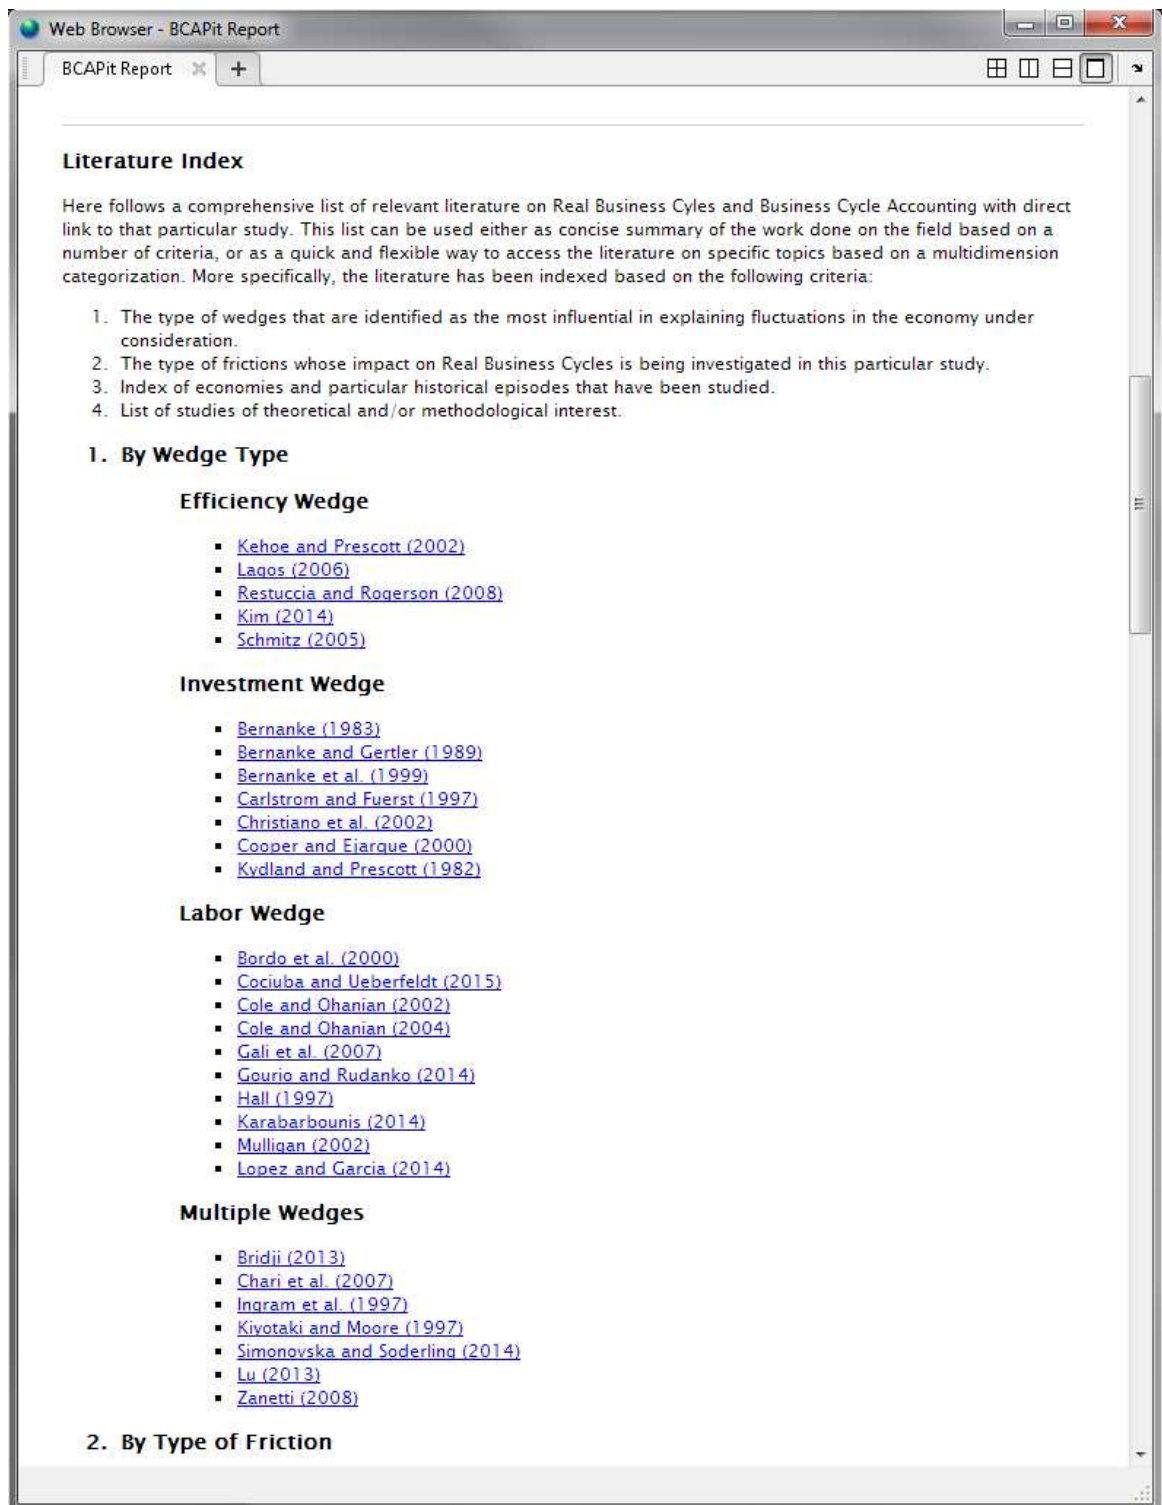 Web Browser - BCAPit Report
BCAPit Report
Literature Index
Here follows a comprehensive list of relevant literature on Real Business Cyles and Business Cycle Accounting with direct
link to that particular study. This list can be used either as concise summary of the work done on the field based on a
number of criteria, or as a quick and flexible way to access the literature on specific topics based on a multidimension
categorization. More specifically, the literature has been indexed based on the following criteria:
1. The type of wedges that are identified as the most influential in explaining fluctuations in the economy under
consideration.
2. The type of frictions whose impact on Real Business Cycles is being investigated in this particular study.
3. Index of economies and particular historical episodes that have been studied.
4. List of studies of theoretical and/or methodological interest.
1. By Wedge Type
Efficiency Wedge
▪ Kehoe and Prescott (2002)
▪ Lagos (2006)
▪ Restuccia and Rogerson (2008)
▪ Kim (2014)
▪ Schmitz (2005)
Investment Wedge
▪ Bernanke (1983)
▪ Bernanke and Gertler (1989)
▪ Bernanke et al. (1999)
▪ Carlstrom and Fuerst (1997)
▪ Christiano et al. (2002)
▪ Cooper and Ejarque (2000)
▪ Kydland and Prescott (1982)
Labor Wedge
▪ Bordo et al. (2000)
▪ Cociuba and Ueberfeldt (2015)
▪ Cole and Ohanian (2002)
▪ Cole and Ohanian (2004)
▪ Gali et al. (2007)
▪ Gourio and Rudanko (2014)
▪ Hall (1997)
▪ Karabarbounis (2014)
▪ Mulligan (2002)
▪ Lopez and Garcia (2014)
Multiple Wedges
▪ Bridji (2013)
▪ Chari et al. (2007)
▪ Ingram et al. (1997)
▪ Kiyotaki and Moore (1997)
▪ Simonovska and Soderling (2014)
▪ Lu (2013)
▪ Zanetti (2008)
2. By Type of Friction